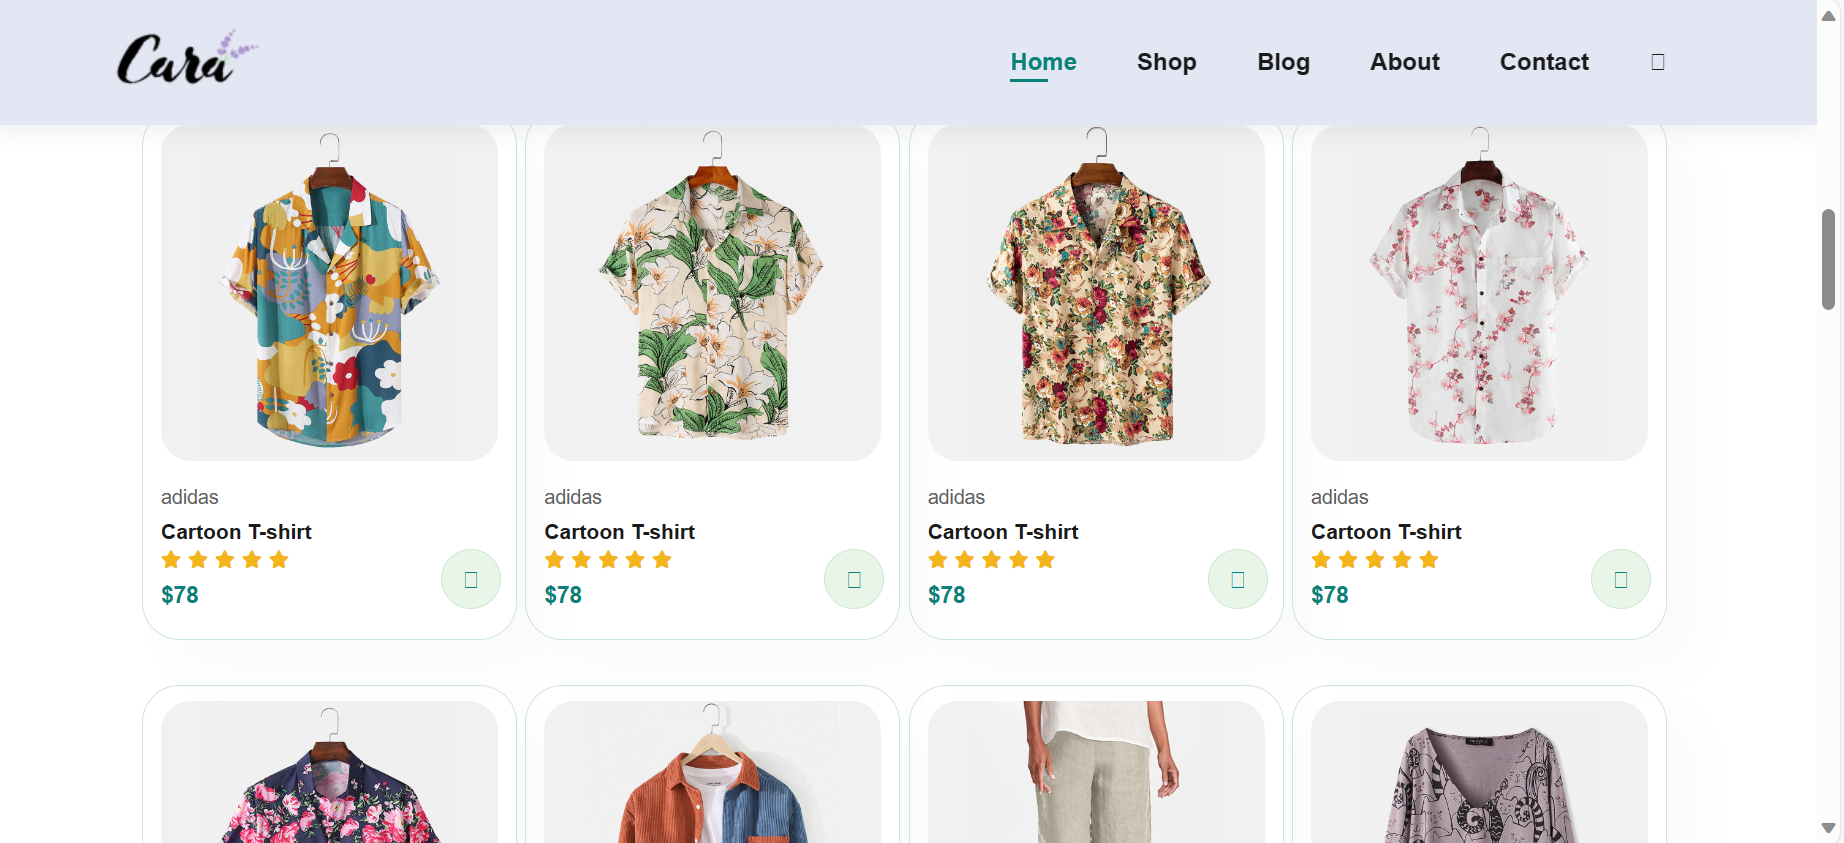 Cara
Home Shop Blog About Contact
adidas adidas adidas adidas
Cartoon T-shirt Cartoon T-shirt Cartoon T-shirt Cartoon T-shirt
$78 $78 $78 $78